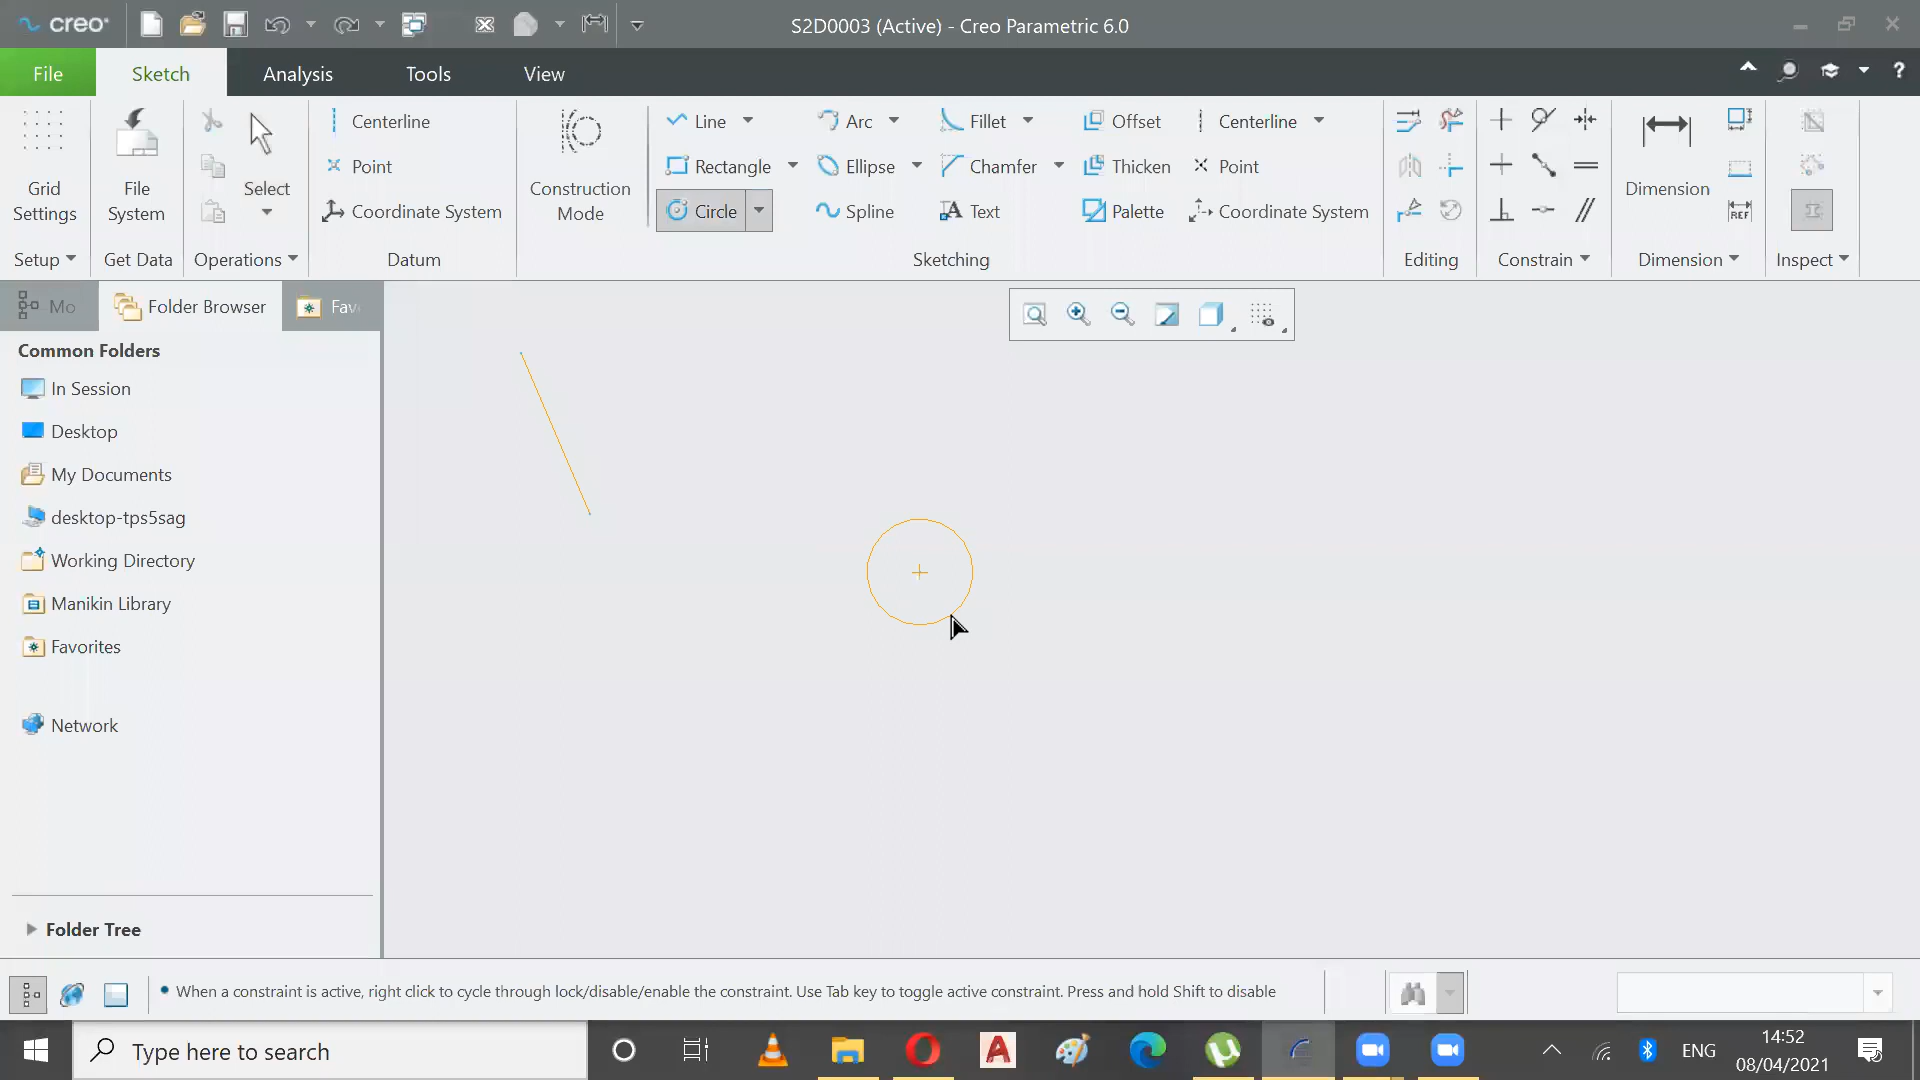 creo
S2D0003 (Active) - Creo Parametric 6.0
File
Sketch
Analysis
Tools
View
?
Grid
Settings
Setup
File
System
Get Data
Select
Operations
Centerline
Point
Coordinate System
Datum
Construction
Mode
Line
Arc
Fillet
Offset
Centerline
Rectangle
Ellipse
Chamfer
Thicken
Point
Circle
Spline
Text
Palette
Coordinate System
Sketching
Editing
Constrain
Dimension
REF
Dimension
Inspect
Mo
Folder Browser
Fav
Common Folders
In Session
Desktop
My Documents
desktop-tps5sag
Working Directory
Manikin Library
Favorites
Network
Folder Tree
When a constraint is active, right click to cycle through lock/disable/enable the constraint. Use Tab key to toggle active constraint. Press and hold Shift to disable
Type here to search
ENG
14:52
08/04/2021